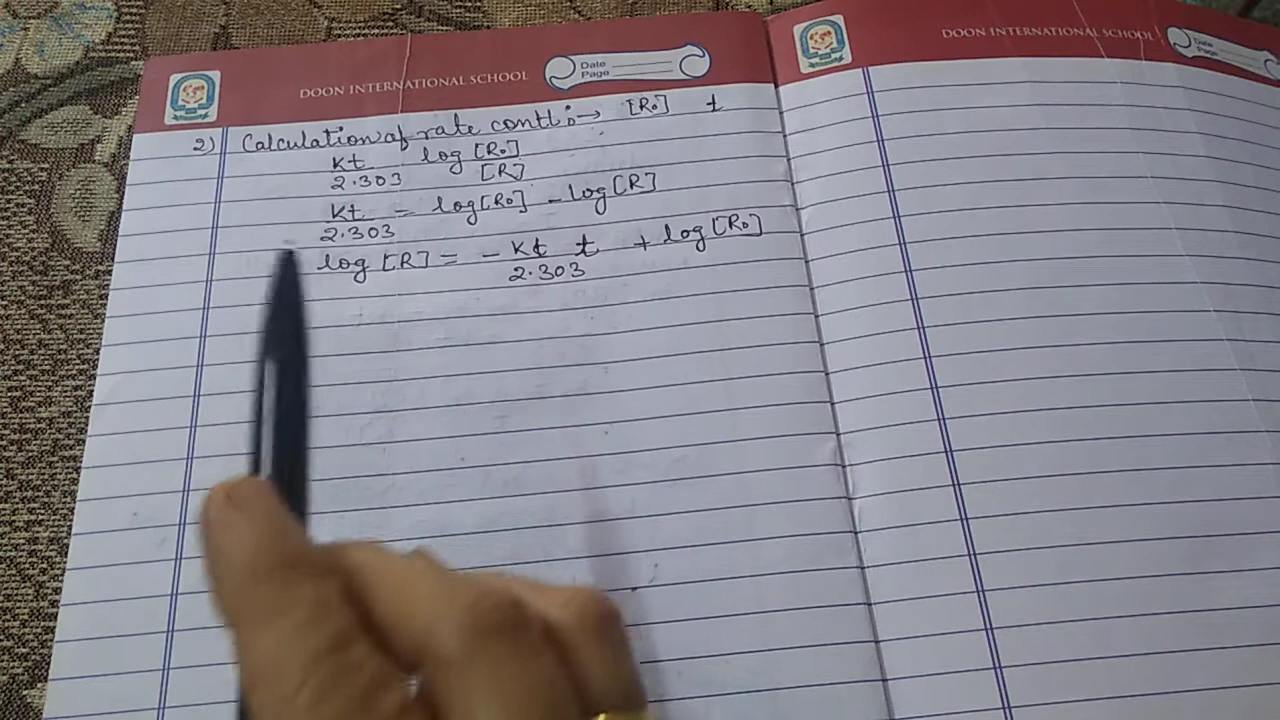 DOON INTERNATIONAL SCHOOL
Date
Page
2) Calculation of rate contt:→ [R₀] t
Kt log [R₀]
2.303 [R]
Kt = log[R₀] - log[R]
2.303
log [R] = - Kt t + log[R₀]
2.303
DOON INTERNATIONAL SCHOOL
Date
Page